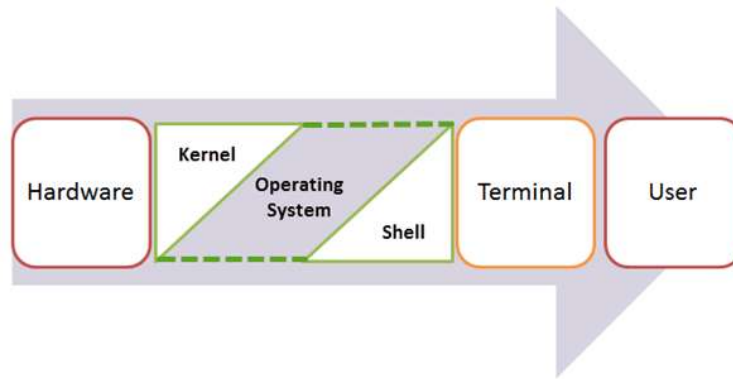 Hardware
Kernel
Operating
System
Shell
Terminal
User